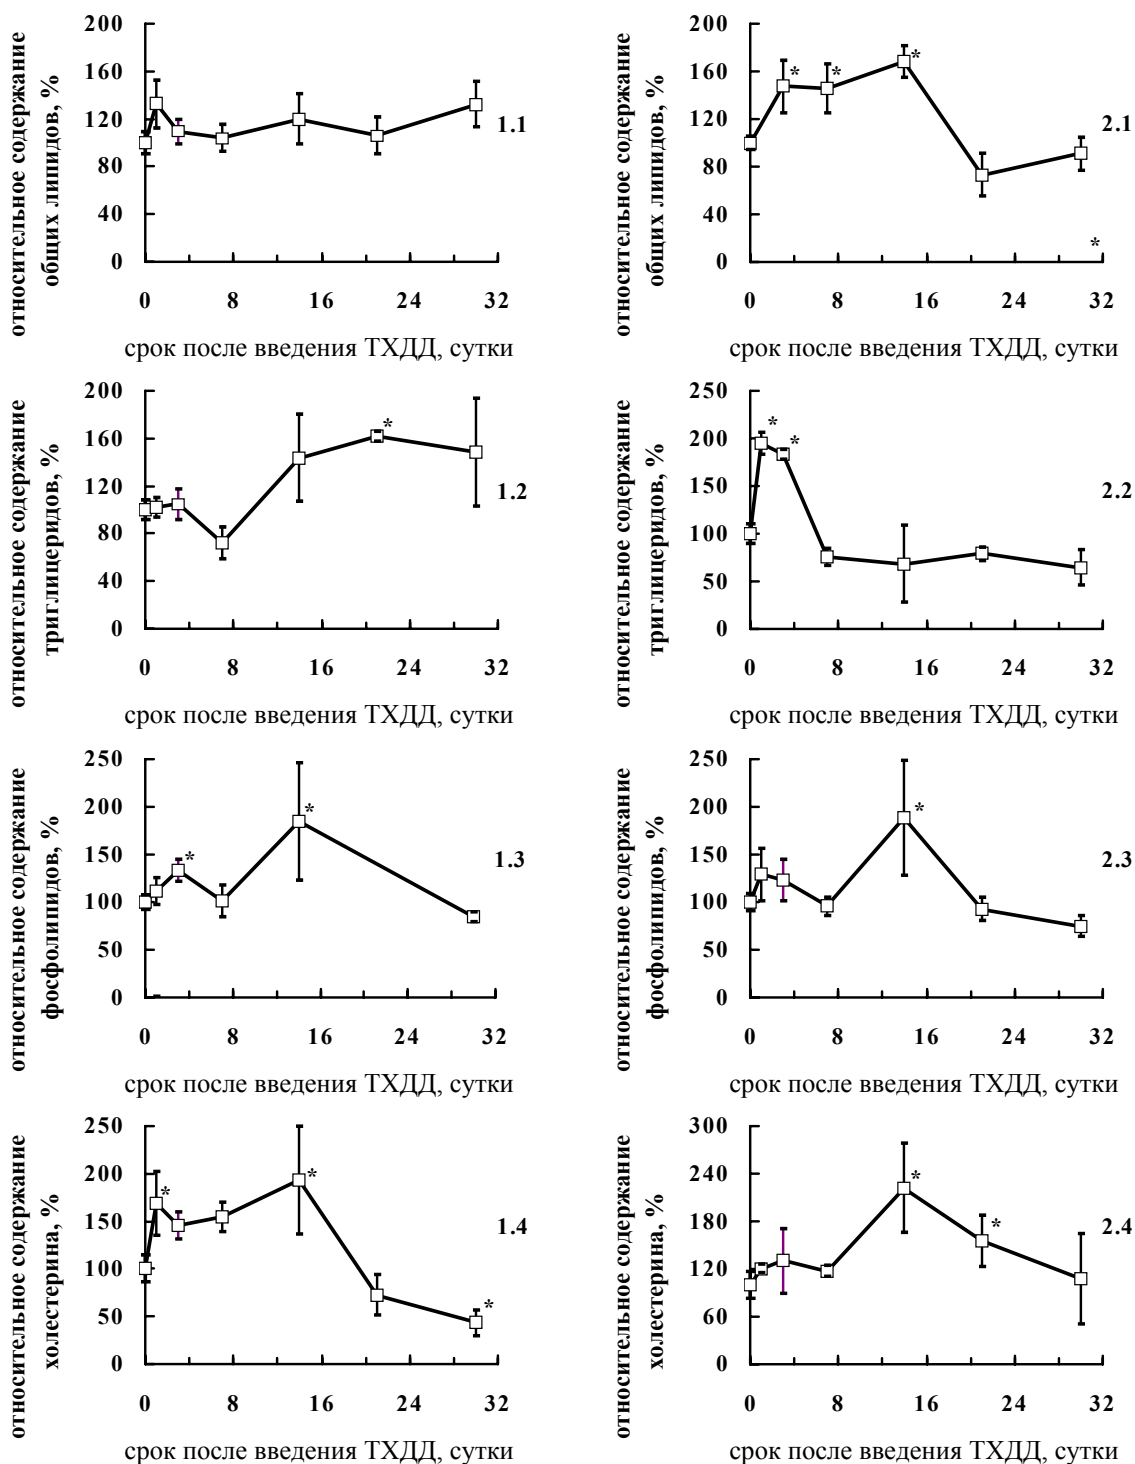 относительное содержание
общих липидов, %
200
160
120
80
40
0
*
1.1
0 8 16 24 32
срок после введения ТХДД, сутки
относительное содержание
общих липидов, %
200
160
120
80
40
0
* * *
2.1
*
0 8 16 24 32
срок после введения ТХДД, сутки
относительное содержание
триглицеридов, %
200
160
120
80
40
0
*
1.2
0 8 16 24 32
срок после введения ТХДД, сутки
относительное содержание
триглицеридов, %
250
200
150
100
50
0
* *
2.2
0 8 16 24 32
срок после введения ТХДД, сутки
относительное содержание
фосфолипидов, %
250
200
150
100
50
0
* *
1.3
0 8 16 24 32
срок после введения ТХДД, сутки
относительное содержание
фосфолипидов, %
250
200
150
100
50
0
*
2.3
0 8 16 24 32
срок после введения ТХДД, сутки
относительное содержание
холестерина, %
250
200
150
100
50
0
* * *
1.4
0 8 16 24 32
срок после введения ТХДД, сутки
относительное содержание
холестерина, %
300
240
180
120
60
0
* *
2.4
0 8 16 24 32
срок после введения ТХДД, сутки